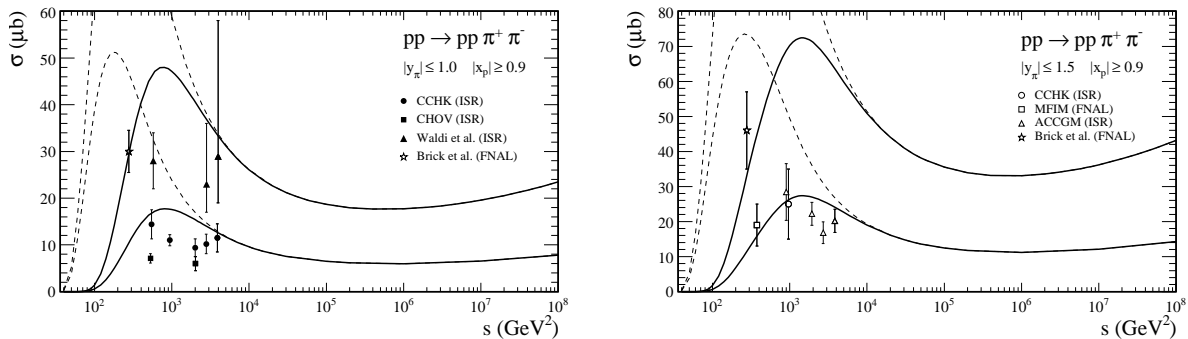 σ (μb)
60
50
40
30
20
10
0
pp → pp π⁺ π⁻
|y_π| ≤ 1.0 |x_p| ≥ 0.9
CCHK (ISR)
CHOV (ISR)
Waldi et al. (ISR)
Brick et al. (FNAL)
10² 10³ 10⁴ 10⁵ 10⁶ 10⁷ 10⁸
s (GeV²)
σ (μb)
80
70
60
50
40
30
20
10
0
pp → pp π⁺ π⁻
|y_π| ≤ 1.5 |x_p| ≥ 0.9
CCHK (ISR)
MFIM (FNAL)
ACCGM (ISR)
Brick et al. (FNAL)
10² 10³ 10⁴ 10⁵ 10⁶ 10⁷ 10⁸
s (GeV²)